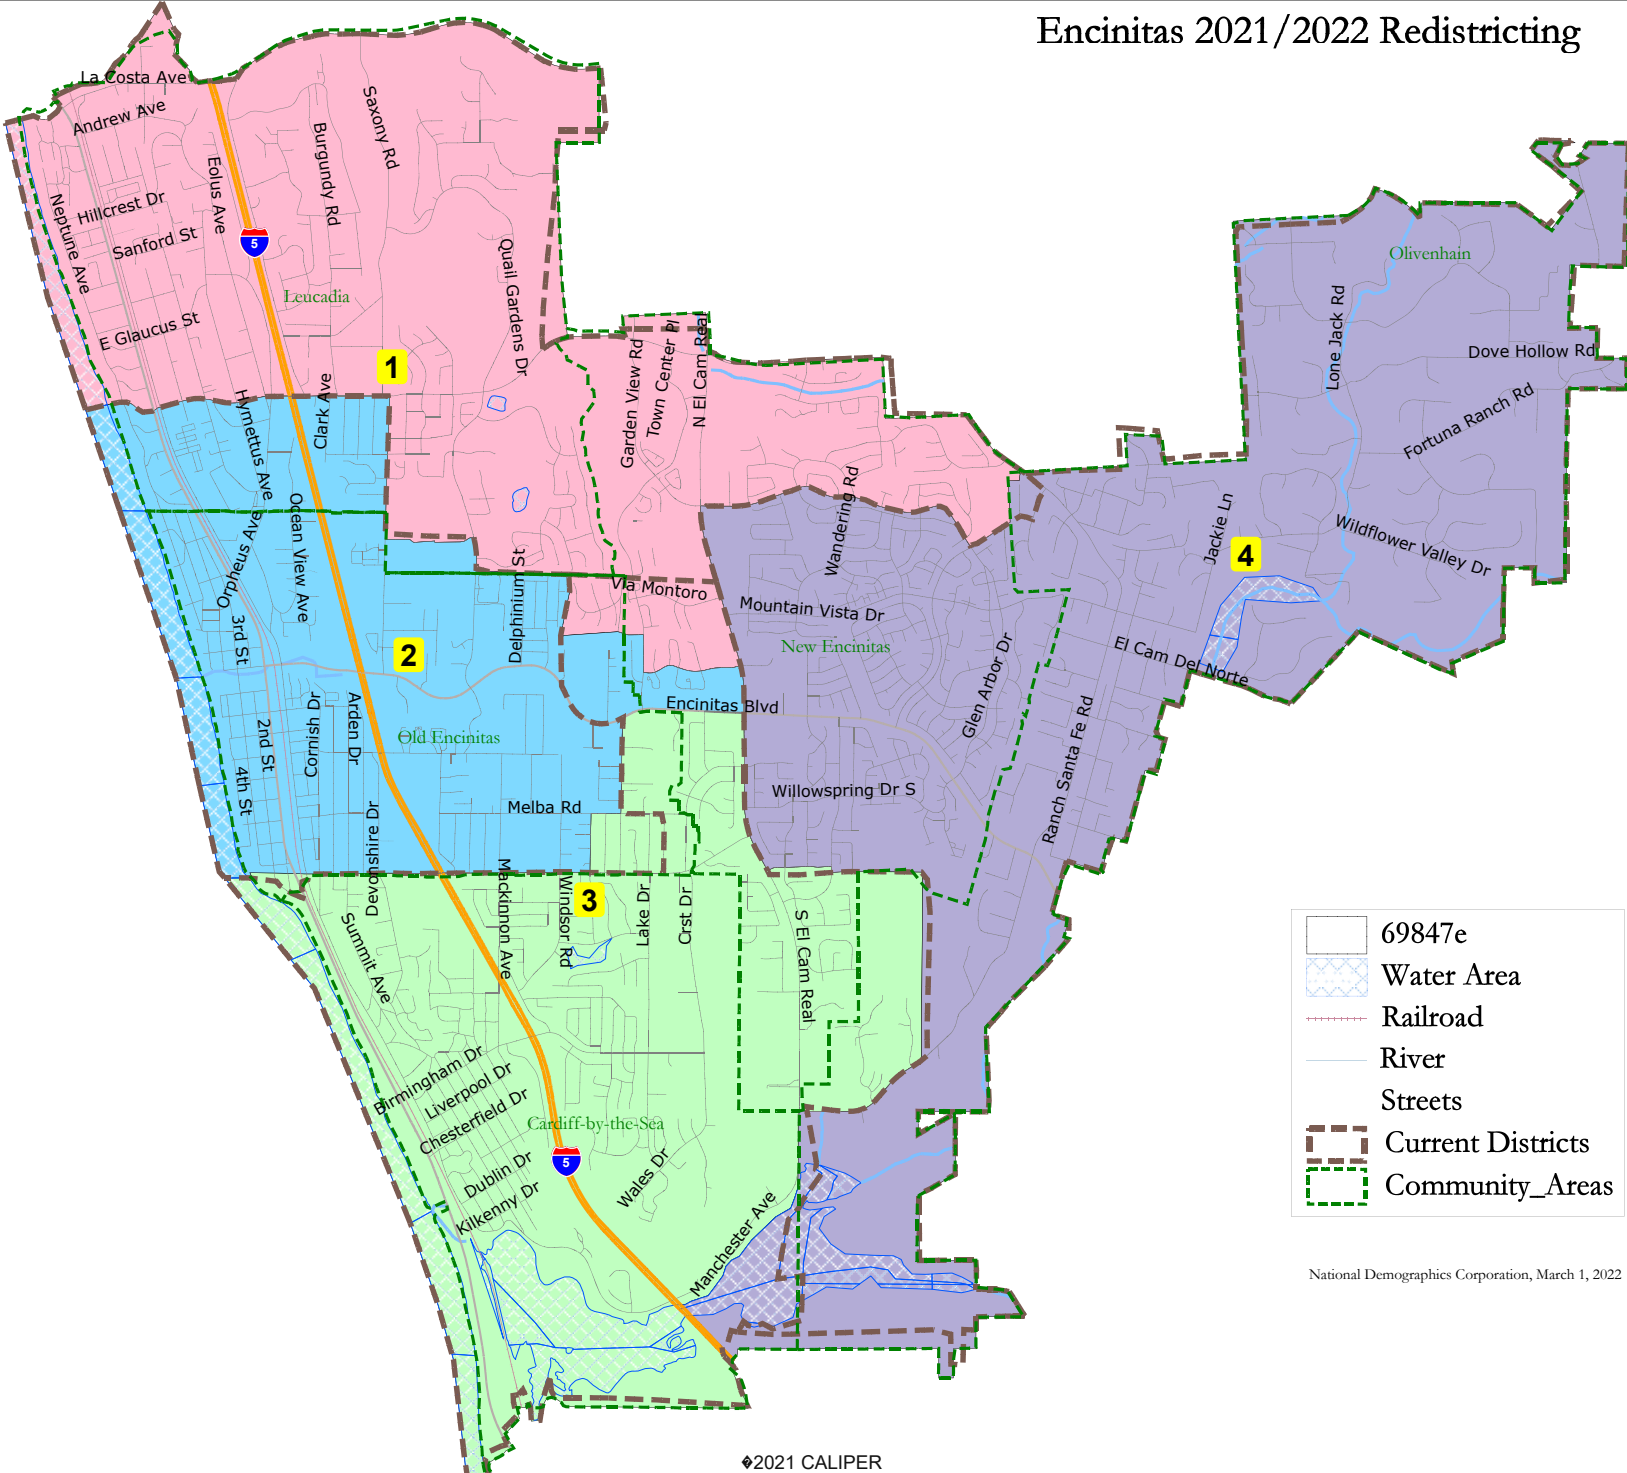 Encinitas 2021/2022 Redistricting
La Costa Ave
Andrew Ave
Saxony Rd
Burgundy Rd
Eolus Ave
Hillcrest Dr
Neptune Ave
Sanford St
5
Quail Gardens Dr
Leucadia
E Glaucus St
1
Garden View Rd
Town Center Pl
N El Cam Real
Olivenhain
Lone Jack Rd
Dove Hollow Rd
Fortuna Ranch Rd
Hymettus Ave
Clark Ave
Wandering Rd
Jackie Ln
4
Wildflower Valley Dr
Orpheus Ave
Ocean View Ave
Delphinium St
Via Montoro
Mountain Vista Dr
3rd St
2
New Encinitas
Glen Arbor Dr
El Cam Del Norte
Encinitas Blvd
2nd St
Cornish Dr
Arden Dr
Old Encinitas
Ranch Santa Fe Rd
4th St
Melba Rd
Willowspring Dr S
Devonshire Dr
Mackinnon Ave
Windsor Rd
3
Lake Dr
Crst Dr
S El Cam Real
Summit Ave
Birmingham Dr
Liverpool Dr
Chesterfield Dr
Cardiff-by-the-Sea
5
Dublin Dr
Kilkenny Dr
Wales Dr
Manchester Ave
69847e
Water Area
Railroad
River
Streets
Current Districts
Community_Areas
National Demographics Corporation, March 1, 2022
�2021 CALIPER